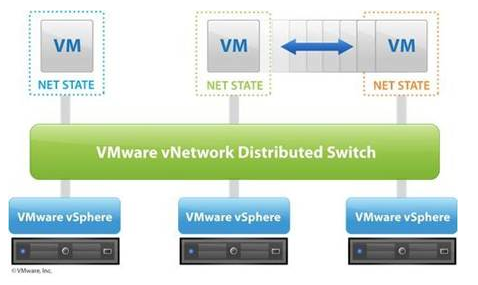 VM
VM
VM
NET STATE
NET STATE
NET STATE
VMware vNetwork Distributed Switch
VMware vSphere
VMware vSphere
VMware vSphere
© VMware, Inc.